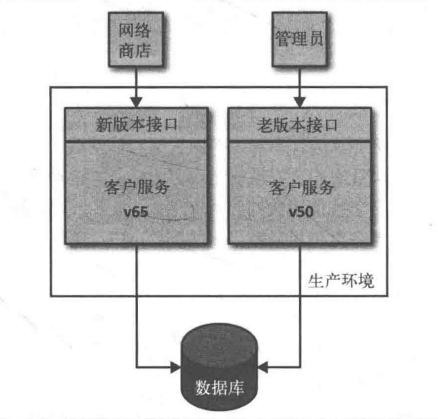 网络
商店
管理员
新版本接口
老版本接口
客户服务
v65
客户服务
v50
生产环境
数据库